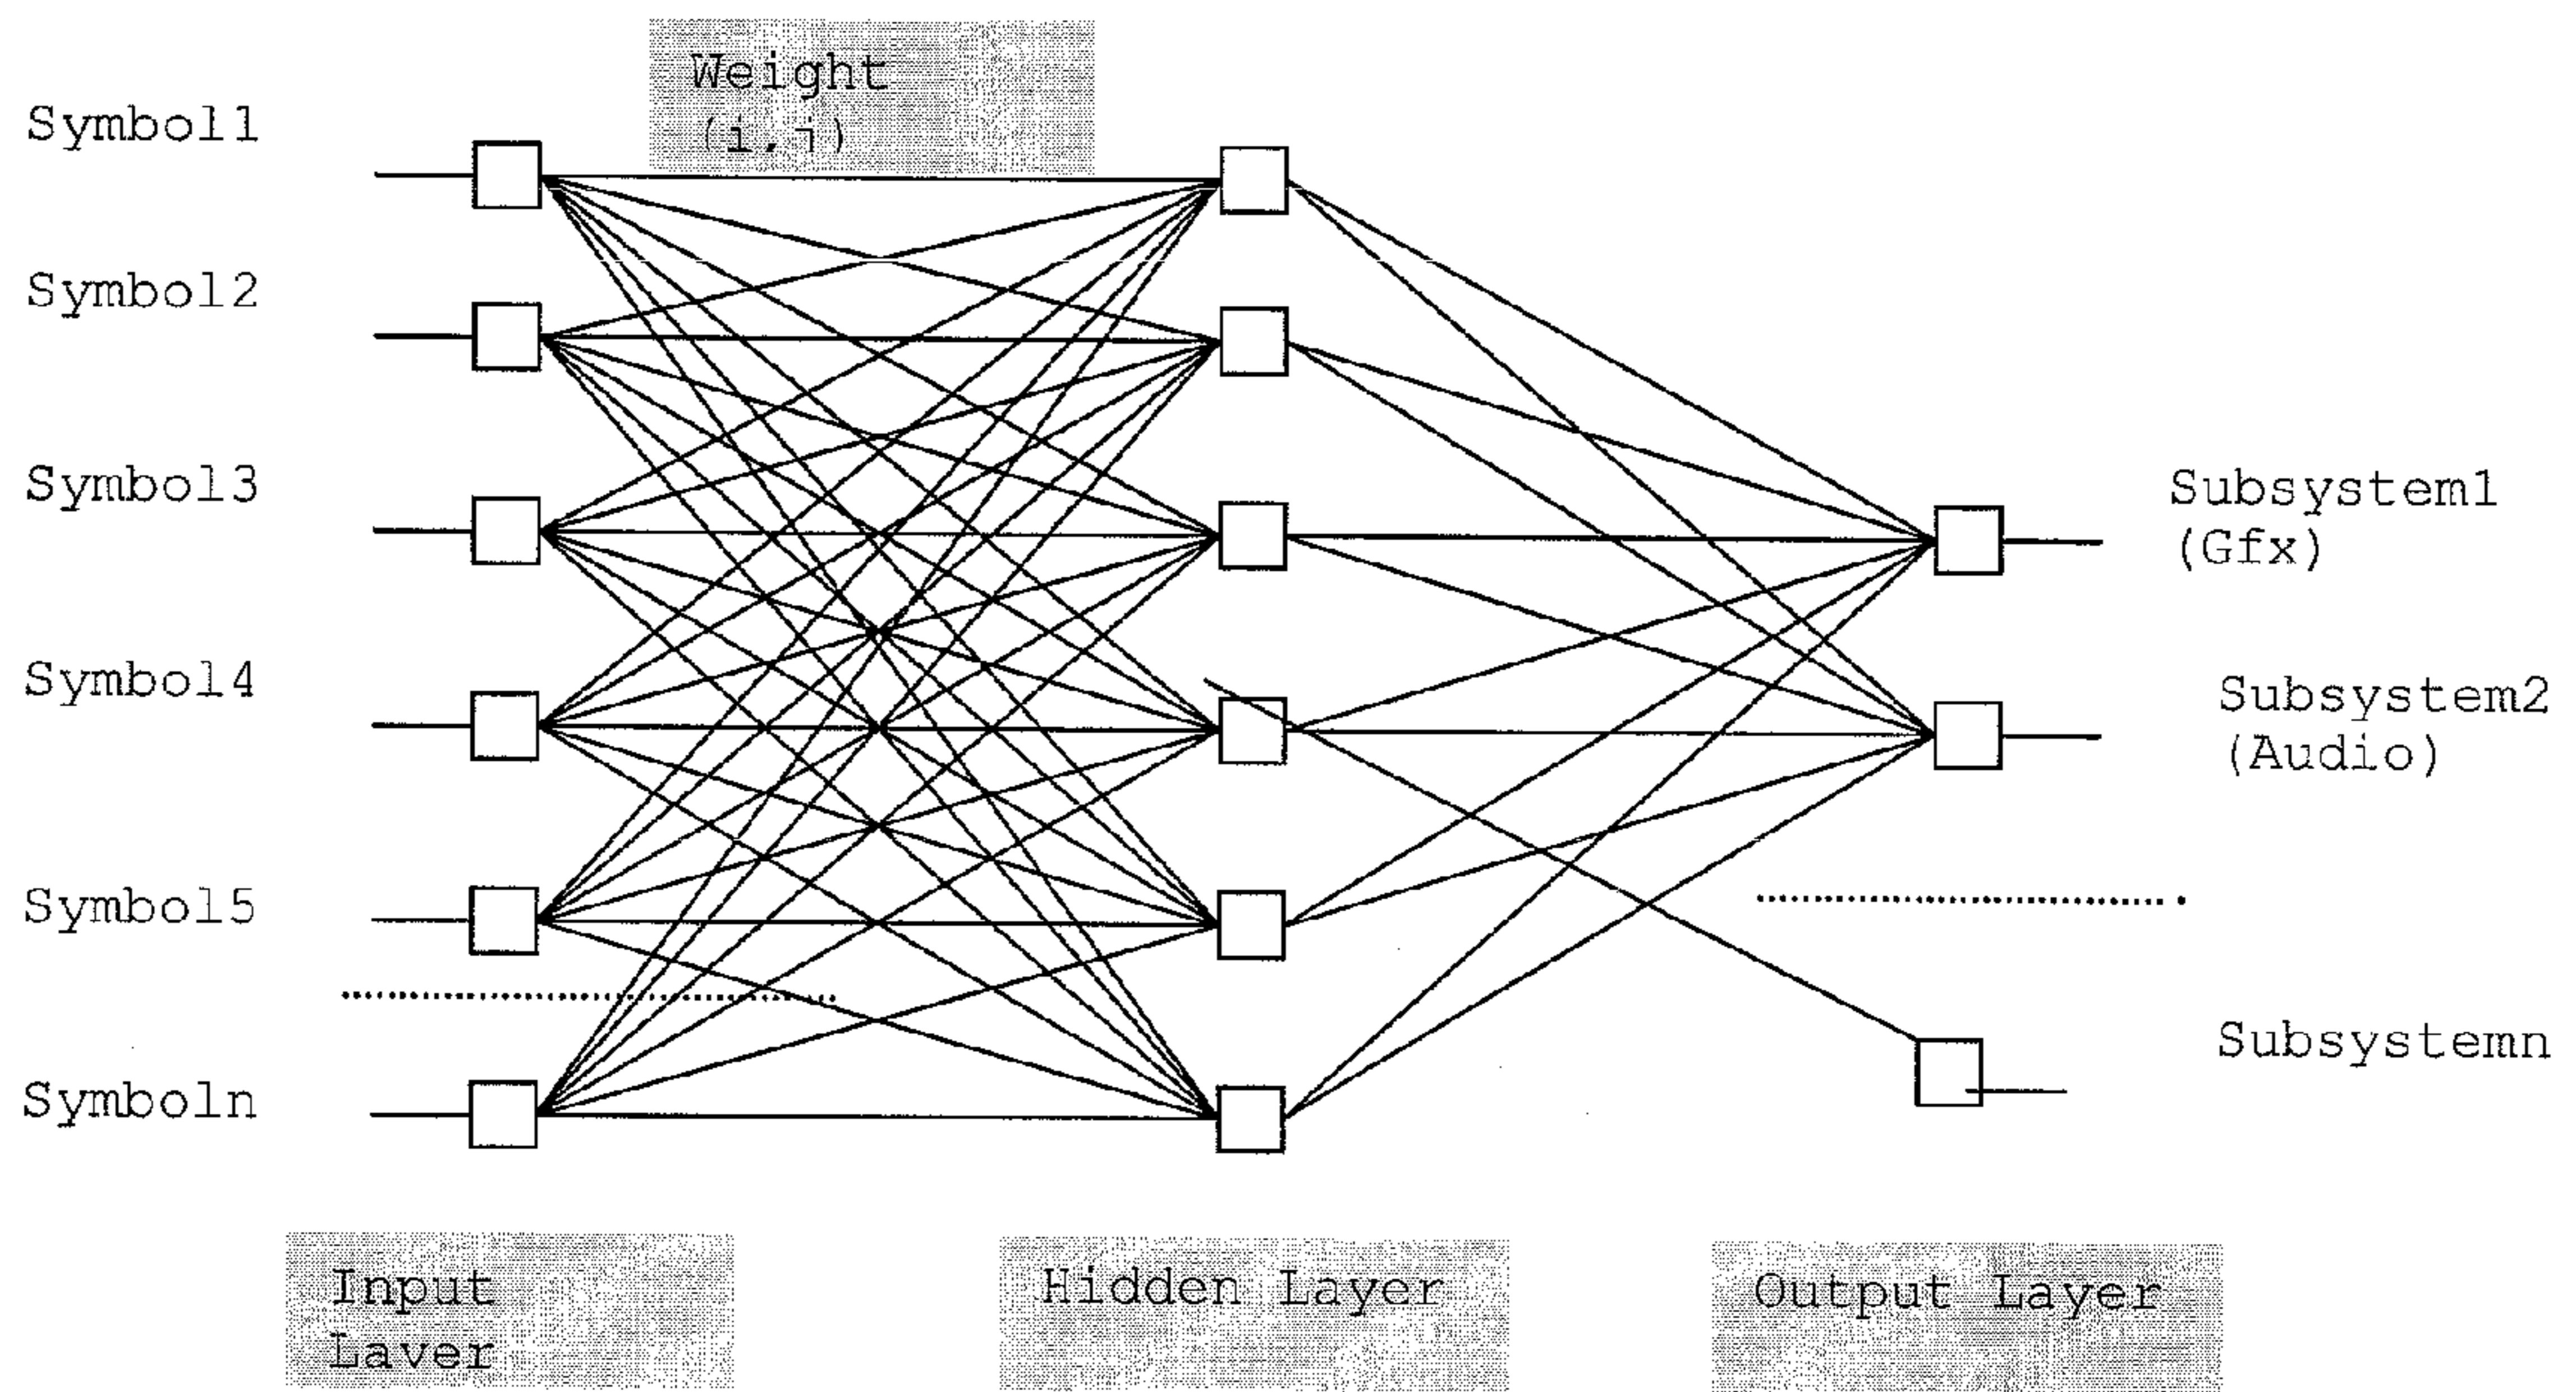 Weight
(i,j)
Symbol1
Symbol2
Symbol3
Symbol4
Symbol5
Symboln
Subsystem1
(Gfx)
Subsystem2
(Audio)
Subsystemn
Input
Layer
Hidden Layer
Output Layer